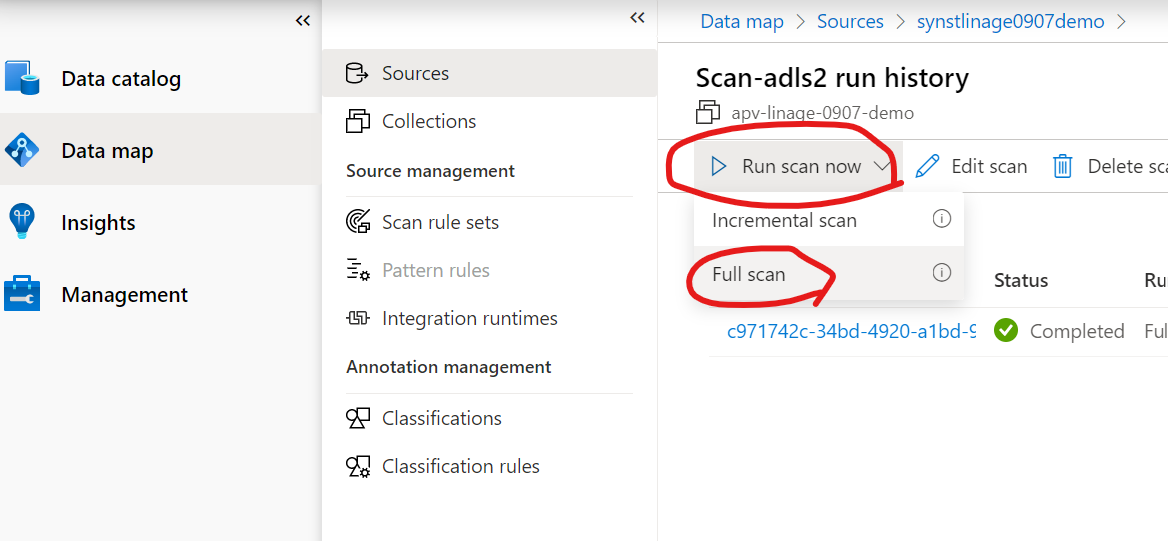 Data catalog
Data map
Insights
Management
Sources
Collections
Source management
Scan rule sets
Pattern rules
Integration runtimes
Annotation management
Classifications
Classification rules
Data map > Sources > synstlinage0907demo >
Scan-adls2 run history
apv-linage-0907-demo
Run scan now Edit scan Delete sca
Incremental scan
Full scan
Status Ru
c971742c-34bd-4920-a1bd-9 Completed Ful